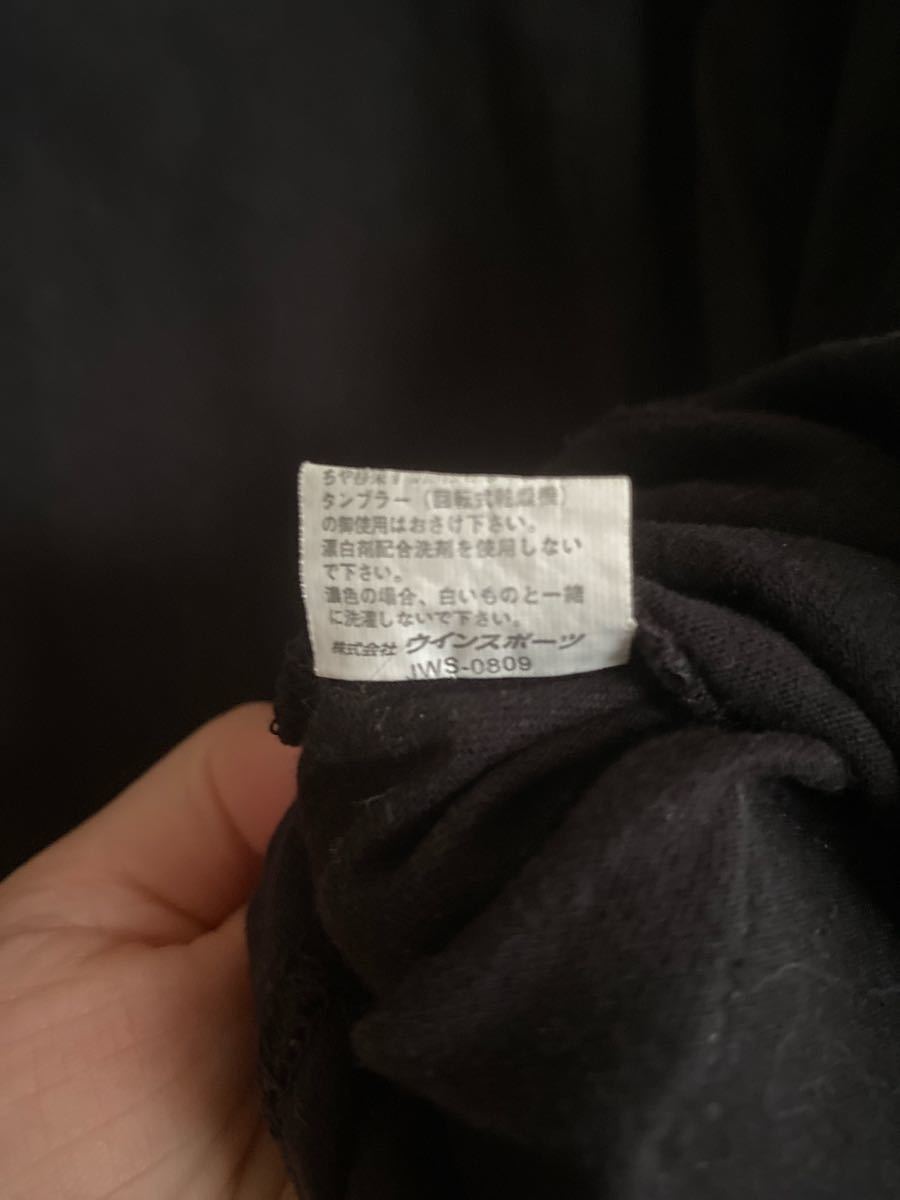 タンブラー（回転式乾燥機）
の御使用はおさけ下さい。
漂白剤配合洗剤を使用しない
で下さい。
濃色の場合、白いものと一緒
に洗濯しないで下さい。
株式会社 ウインスポーツ
JWS-0809